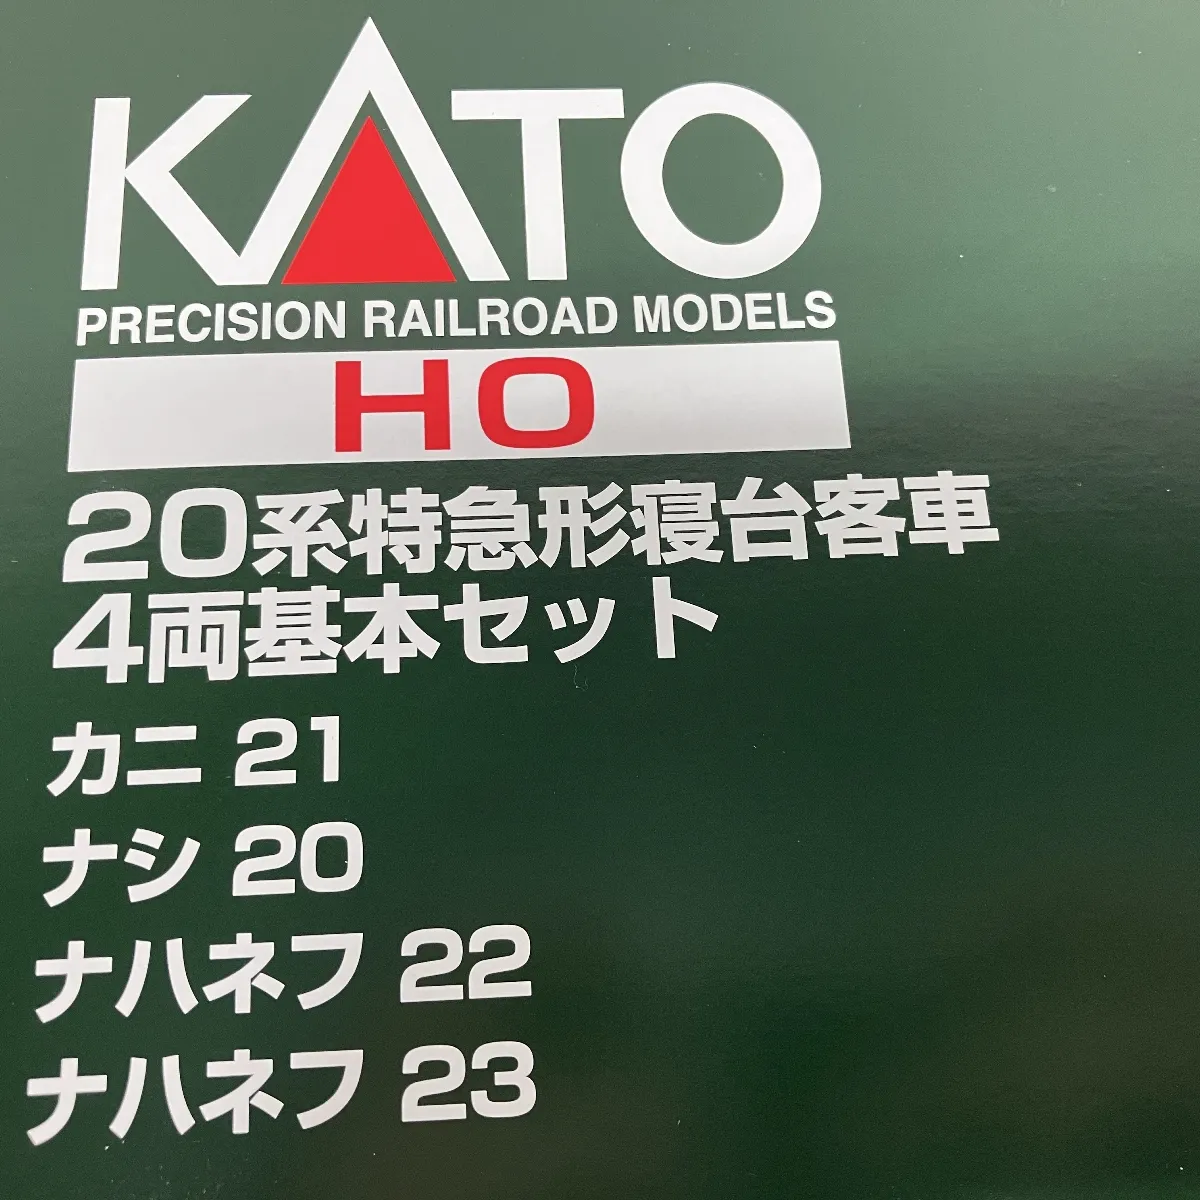 KATO
PRECISION RAILROAD MODELS
HO
20系特急形寝台客車
4両基本セット
カニ 21
ナシ 20
ナハネフ 22
ナハネフ 23